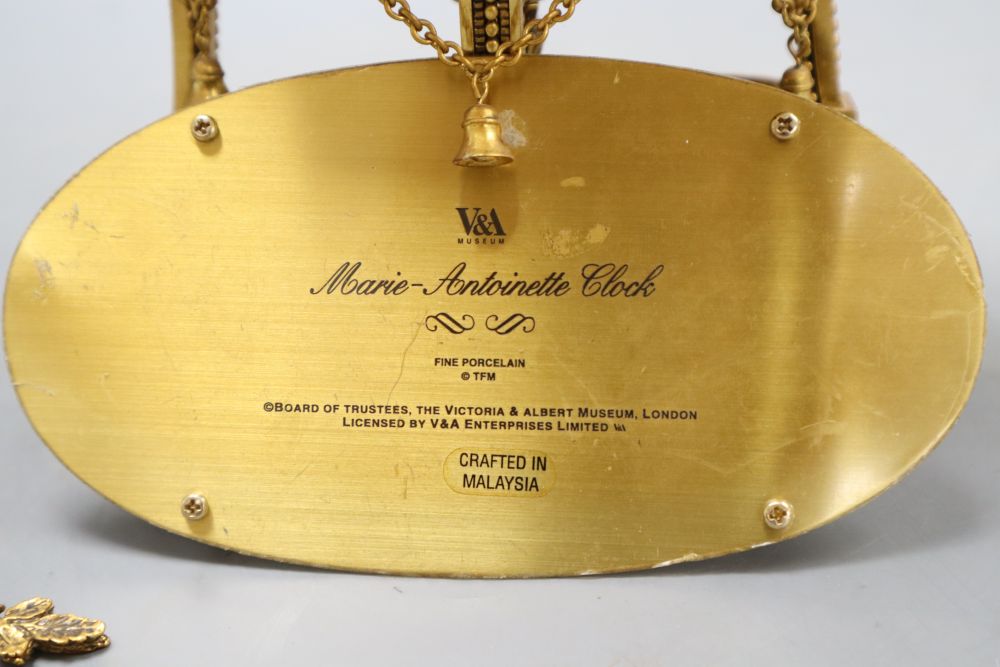 V&A
MUSEUM
Marie-Antoinette Clock
FINE PORCELAIN
© TFM
©BOARD OF TRUSTEES, THE VICTORIA & ALBERT MUSEUM, LONDON
LICENSED BY V&A ENTERPRISES LIMITED V&A
CRAFTED IN
MALAYSIA